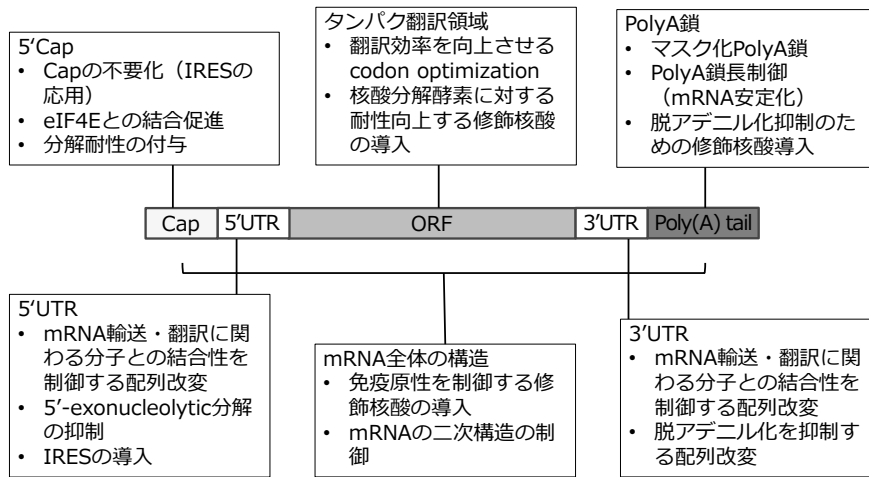 5‘Cap
• Capの不要化（IRESの
応用）
• eIF4Eとの結合促進
• 分解耐性の付与
タンパク翻訳領域
• 翻訳効率を向上させる
codon optimization
• 核酸分解酵素に対する
耐性向上する修飾核酸
の導入
PolyA鎖
• マスク化PolyA鎖
• PolyA鎖長制御
（mRNA安定化）
• 脱アデニル化抑制のた
めの修飾核酸導入
Cap
5’UTR
ORF
3’UTR
Poly(A) tail
5‘UTR
• mRNA輸送・翻訳に関
わる分子との結合性を
制御する配列改変
• 5’-exonucleolytic分解
の抑制
• IRESの導入
mRNA全体の構造
• 免疫原性を制御する修
飾核酸の導入
• mRNAの二次構造の制
御
3’UTR
• mRNA輸送・翻訳に関
わる分子との結合性を
制御する配列改変
• 脱アデニル化を抑制す
る配列改変